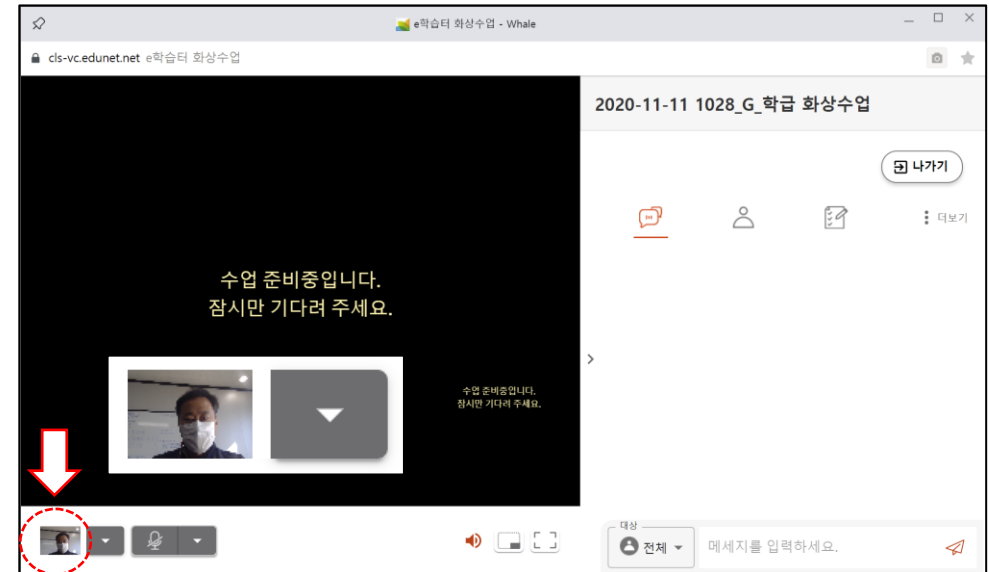 e학습터 화상수업 - Whale
cls-vc.edunet.net e학습터 화상수업
2020-11-11 1028_G_학급 화상수업
나가기
더보기
수업 준비중입니다.
잠시만 기다려 주세요.
수업 준비중입니다.
잠시만 기다려 주세요.
대상
전체
메세지를 입력하세요.